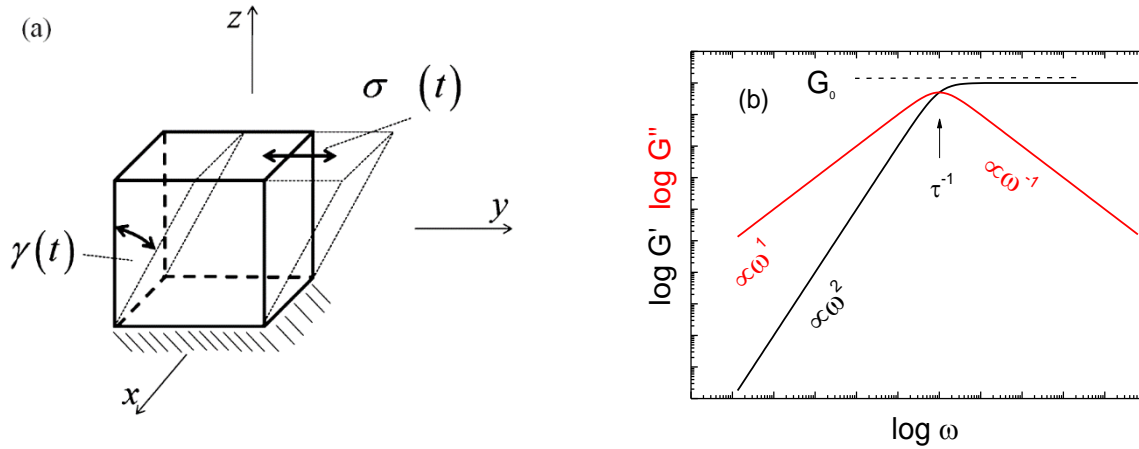 (a)
z
σ (t)
y
γ(t)
x
(b)
G₀
τ⁻¹
∝ω¹
∝ω²
∝ω⁻¹
log G' log G"
log ω